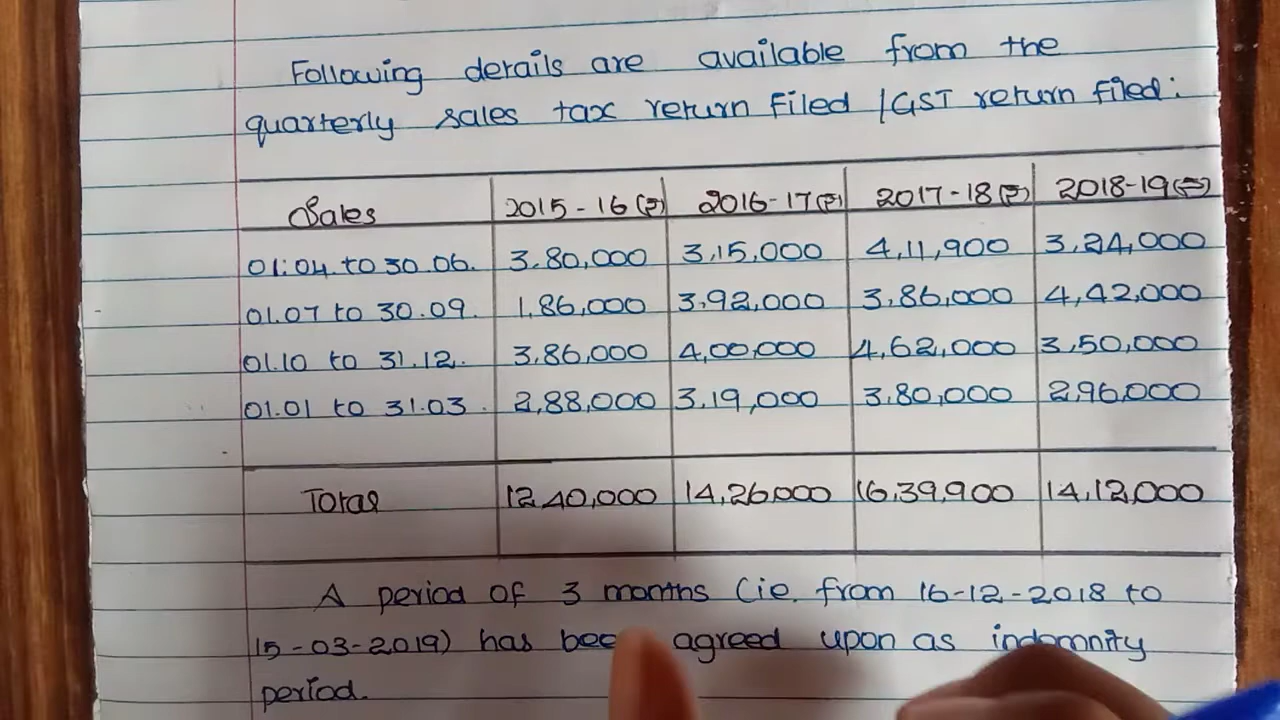 Following details are available from the
quarterly sales tax return Filed /GST return filed:
Sales 2015-16(₹) 2016-17(₹) 2017-18(₹) 2018-19(₹)
01.04 to 30.06. 3,80,000 3,15,000 4,11,900 3,24,000
01.07 to 30.09. 1,86,000 3,92,000 3,86,000 4,42,000
01.10 to 31.12. 3,86,000 4,00,000 4,62,000 3,50,000
01.01 to 31.03. 2,88,000 3,19,000 3,80,000 2,96,000
Total 12,40,000 14,26,000 16,39,900 14,12,000
A period of 3 months (ie. from 16-12-2018 to
15-03-2019) has been agreed upon as indemnity
period.